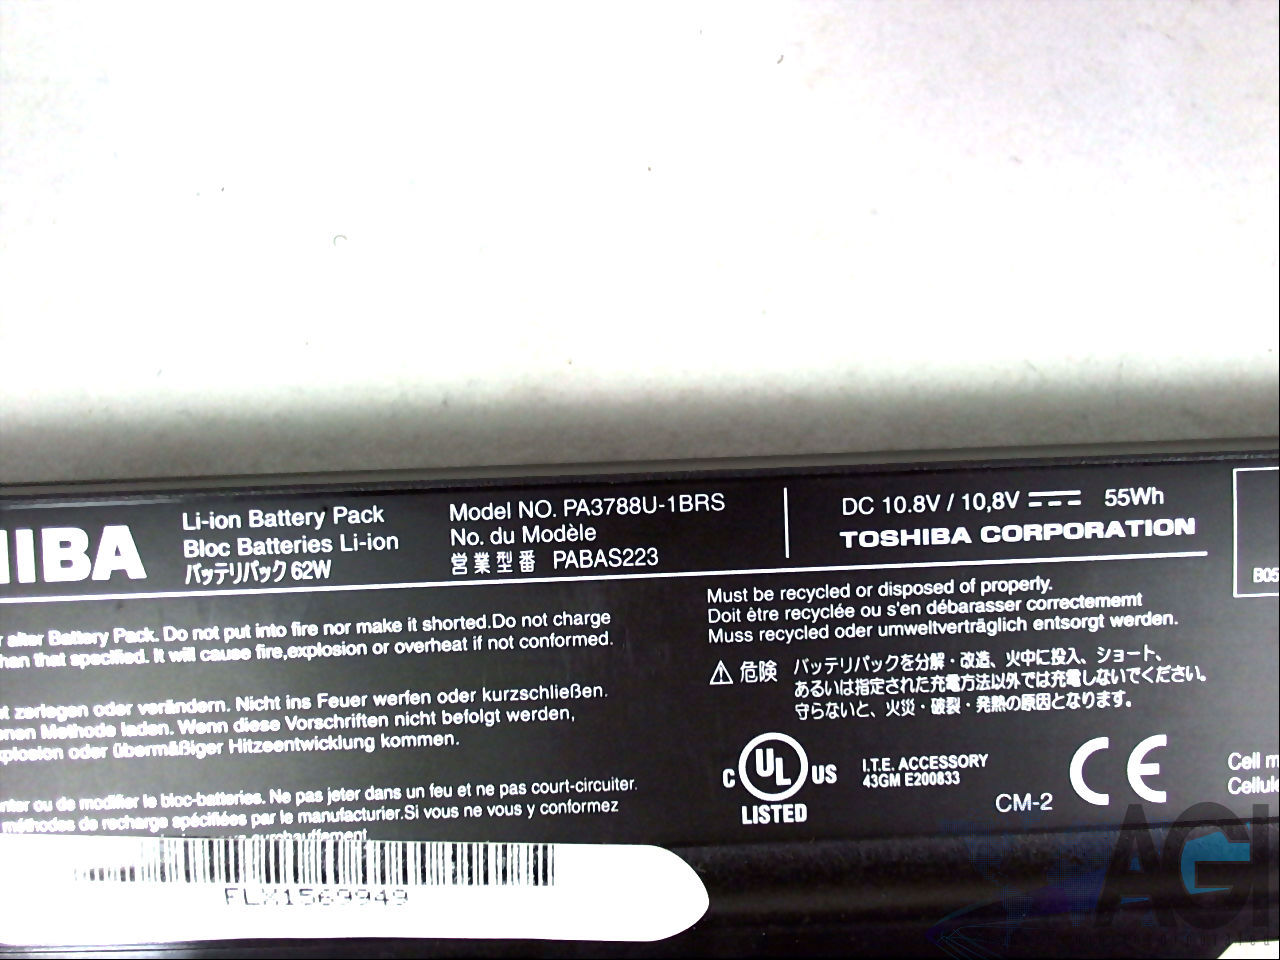 HIBA
Li-ion Battery Pack
Bloc Batteries Li-ion
バッテリパック 62W
Model NO. PA3788U-1BRS
No. du Modèle
営業型番 PABAS223
DC 10.8V / 10,8V 55Wh
TOSHIBA CORPORATION
B05
alter Battery Pack. Do not put into fire nor make it shorted.Do not charge
than that specified. It will cause fire,explosion or overheat if not conformed.
zerlegen oder verändern. Nicht ins Feuer werfen oder kurzschließen.
Methode laden. Wenn diese Vorschriften nicht befolgt werden,
plosion oder übermäßiger Hitzeentwicklung kommen.
ou de modifier le bloc-batteries. Ne pas jeter dans un feu et ne pas court-circuiter.
méthodes de recharge spécifiées par le manufacturier.Si vous ne vous y conformez
surchauffement
Must be recycled or disposed of properly.
Doit être recyclée ou s'en débarasser correctememt
Muss recycled oder umweltverträglich entsorgt werden.
⚠ 危険 バッテリパックを分解・改造、火中に投入、ショート、
あるいは指定された充電方法以外では充電しないでください。
守らないと、火災・破裂・発熱の原因となります。
C UL US
LISTED
I.T.E. ACCESSORY
43GM E200833
CM-2
CE
Cell m
Cellule
FLX1569949
AGI